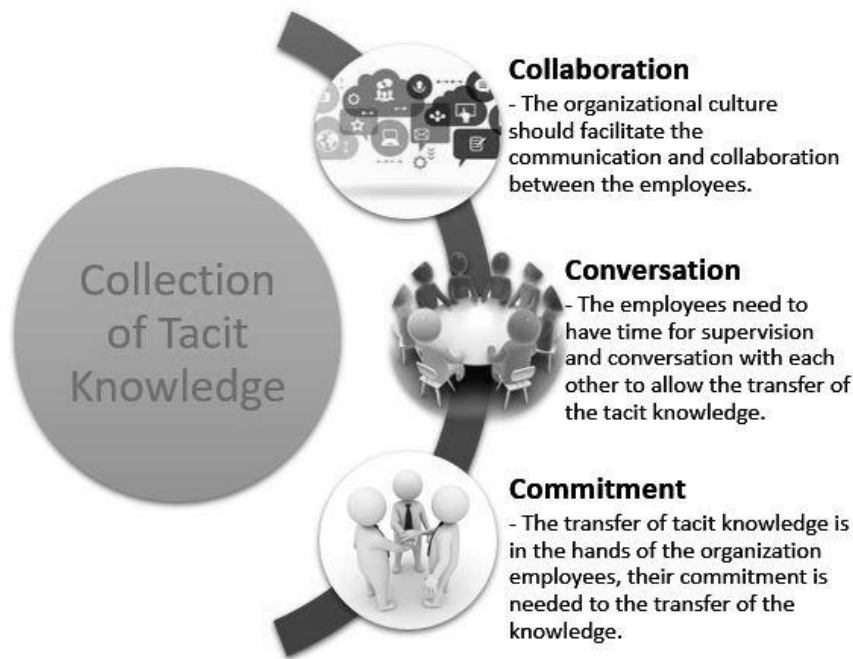 Collection
of Tacit
Knowledge
Collaboration
- The organizational culture
should facilitate the
communication and collaboration
between the employees.
Conversation
- The employees need to
have time for supervision
and conversation with each
other to allow the transfer of
the tacit knowledge.
Commitment
- The transfer of tacit knowledge is
in the hands of the organization
employees, their commitment is
needed to the transfer of the
knowledge.